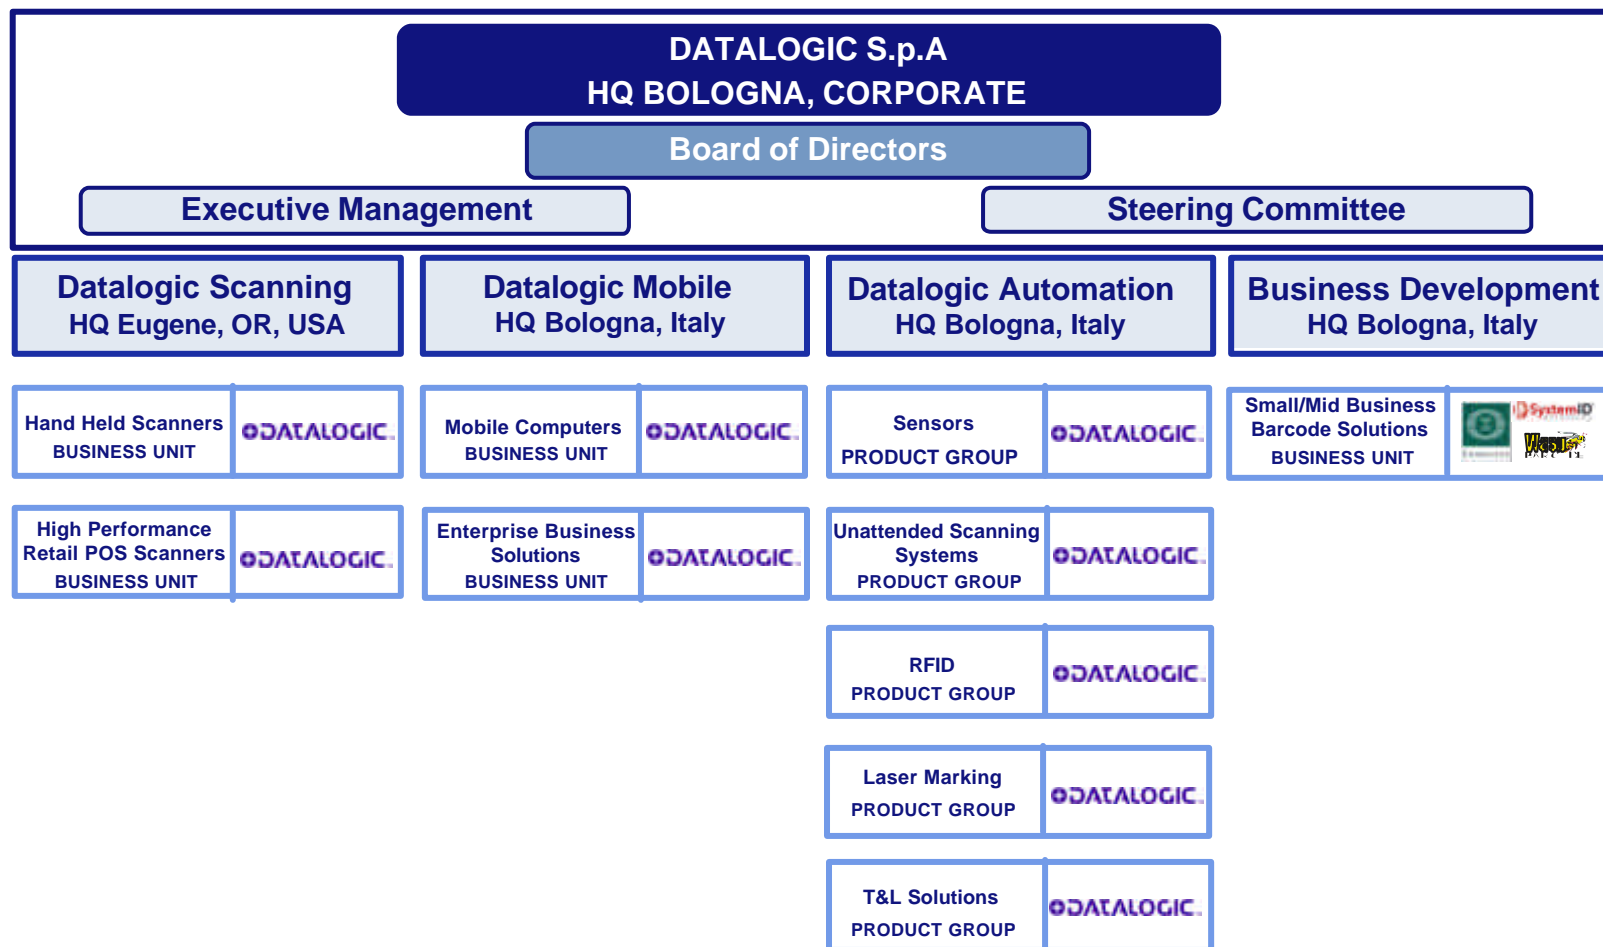 DATALOGIC S.p.A
HQ BOLOGNA, CORPORATE
Board of Directors
Executive Management
Steering Committee
Datalogic Scanning
HQ Eugene, OR, USA
Datalogic Mobile
HQ Bologna, Italy
Datalogic Automation
HQ Bologna, Italy
Business Development
HQ Bologna, Italy
Hand Held Scanners
BUSINESS UNIT
DATALOGIC
High Performance
Retail POS Scanners
BUSINESS UNIT
DATALOGIC
Mobile Computers
BUSINESS UNIT
DATALOGIC
Enterprise Business
Solutions
BUSINESS UNIT
DATALOGIC
Sensors
PRODUCT GROUP
DATALOGIC
Unattended Scanning
Systems
PRODUCT GROUP
DATALOGIC
RFID
PRODUCT GROUP
DATALOGIC
Laser Marking
PRODUCT GROUP
DATALOGIC
T&L Solutions
PRODUCT GROUP
DATALOGIC
Small/Mid Business
Barcode Solutions
BUSINESS UNIT
SystemID